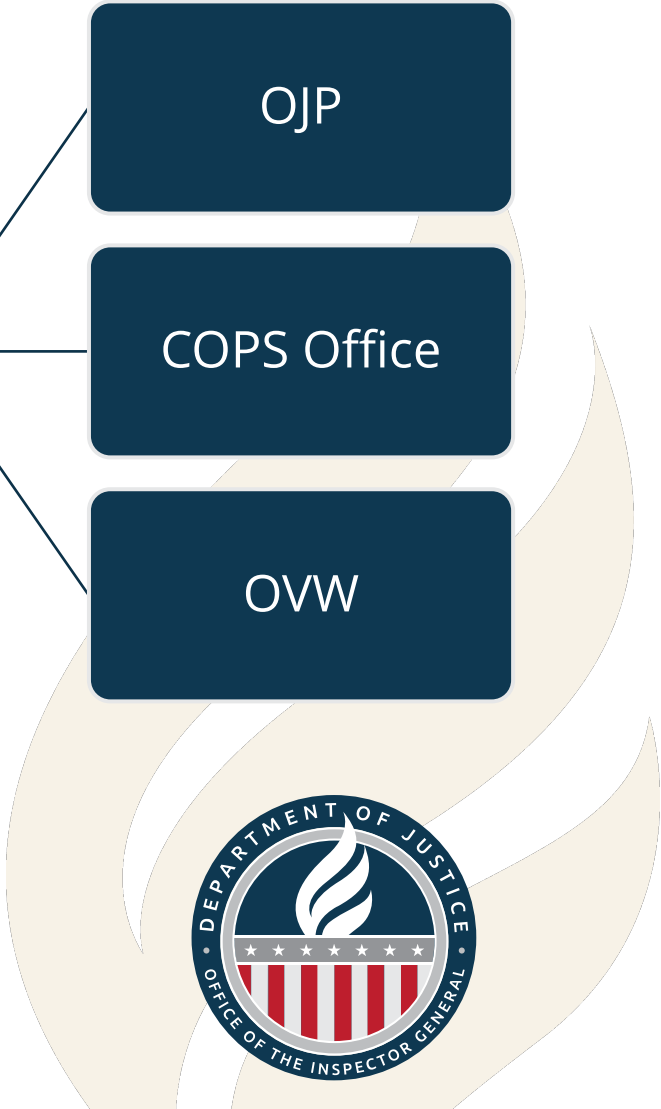 OJP
COPS Office
OVW
DEPARTMENT OF JUSTICE
OFFICE OF THE INSPECTOR GENERAL